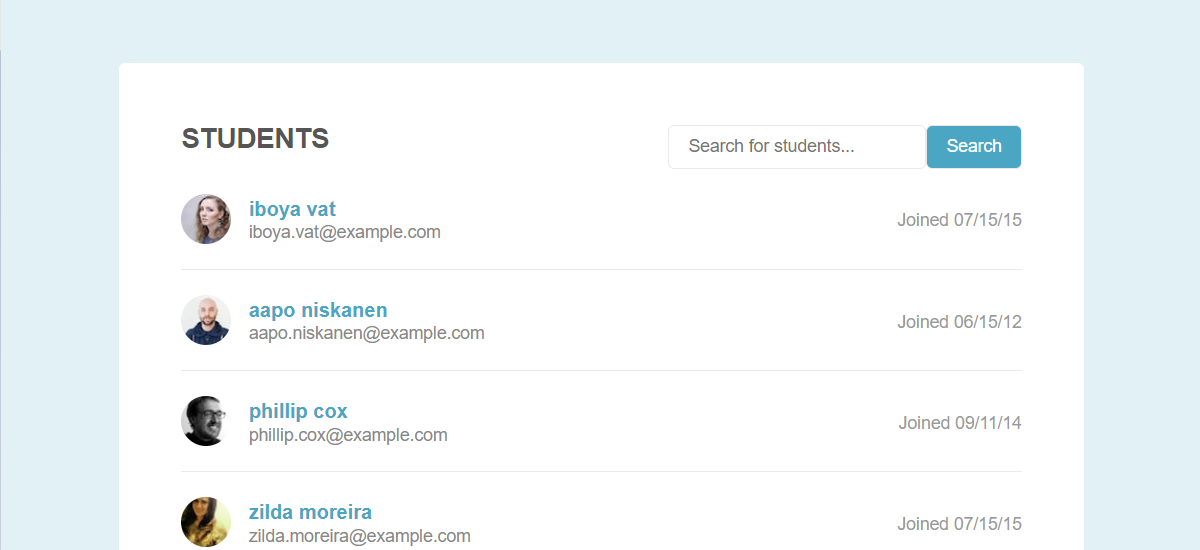 STUDENTS
Search for students...
Search
iboya vat
iboya.vat@example.com
Joined 07/15/15
aapo niskanen
aapo.niskanen@example.com
Joined 06/15/12
phillip cox
phillip.cox@example.com
Joined 09/11/14
zilda moreira
zilda.moreira@example.com
Joined 07/15/15